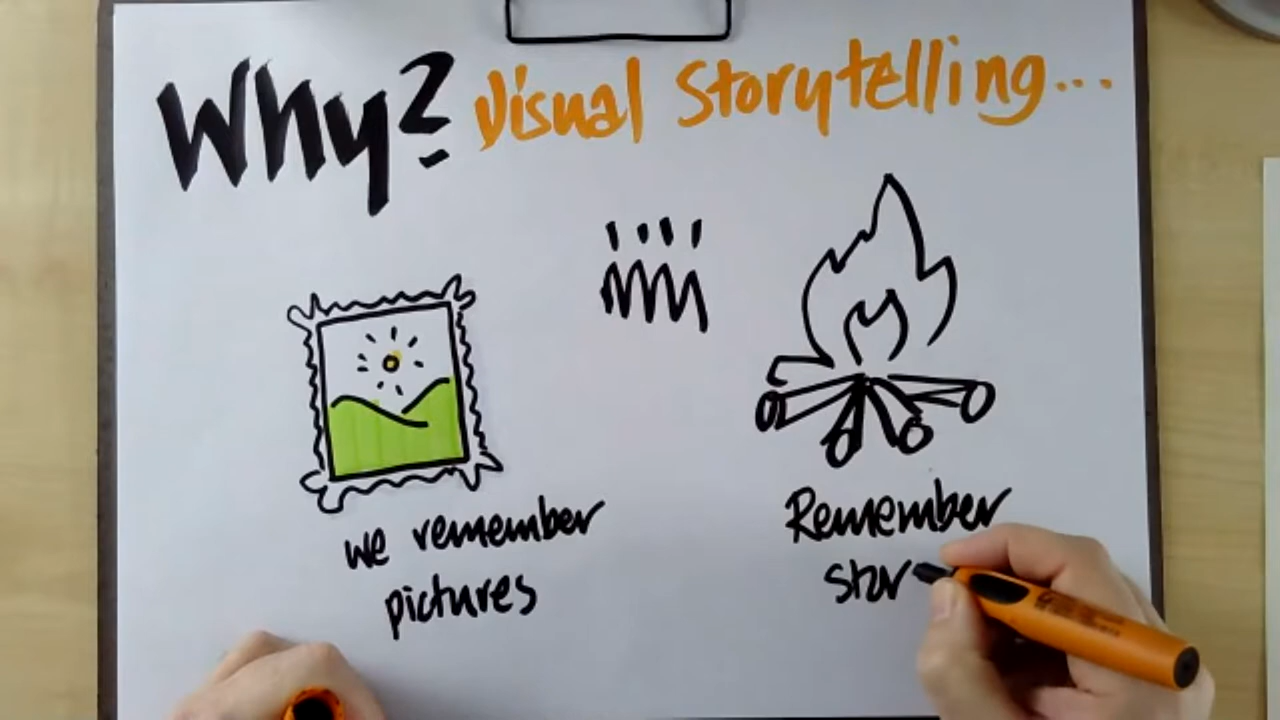 Why? Visual Storytelling...
we remember
pictures
Remember
stor